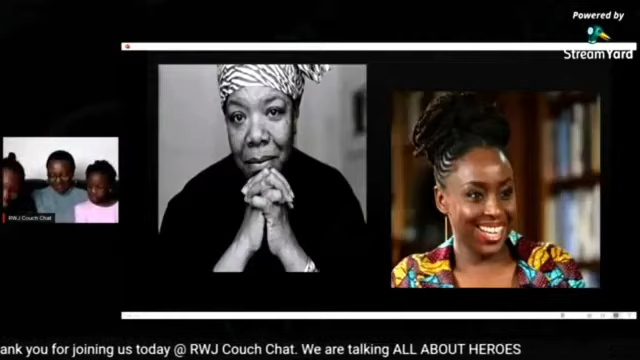 Powered by
StreamYard
RWJ Couch Chat
ank you for joining us today @ RWJ Couch Chat. We are talking ALL ABOUT HEROES